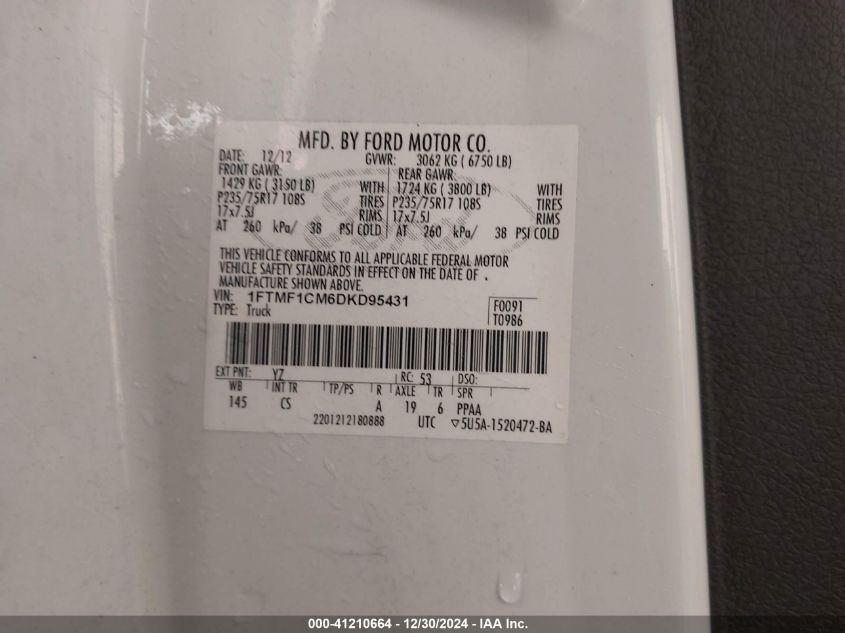 MFD. BY FORD MOTOR CO.
DATE: 12/12 GVWR: 3062 KG ( 6750 LB)
FRONT GAWR: REAR GAWR:
1429 KG ( 3150 LB) WITH 1724 KG ( 3800 LB) WITH
P235/75R17 108S TIRES P235/75R17 108S TIRES
17x7.5J RIMS 17x7.5J RIMS
AT 260 kPa/ 38 PSI COLD AT 260 kPa/ 38 PSI COLD
THIS VEHICLE CONFORMS TO ALL APPLICABLE FEDERAL MOTOR
VEHICLE SAFETY STANDARDS IN EFFECT ON THE DATE OF .
MANUFACTURE SHOWN ABOVE.
VIN: 1FTMF1CM6DKD95431 F0091
TYPE: Truck T0986
EXT PNT: YZ RC: 53 DSO:
WB INT TR TP/PS R AXLE TR SPR
145 CS A 19 6 PPAA
2201212180888 UTC ▽5U5A-1520472-BA
000-41210664 - 12/30/2024 - IAA Inc.